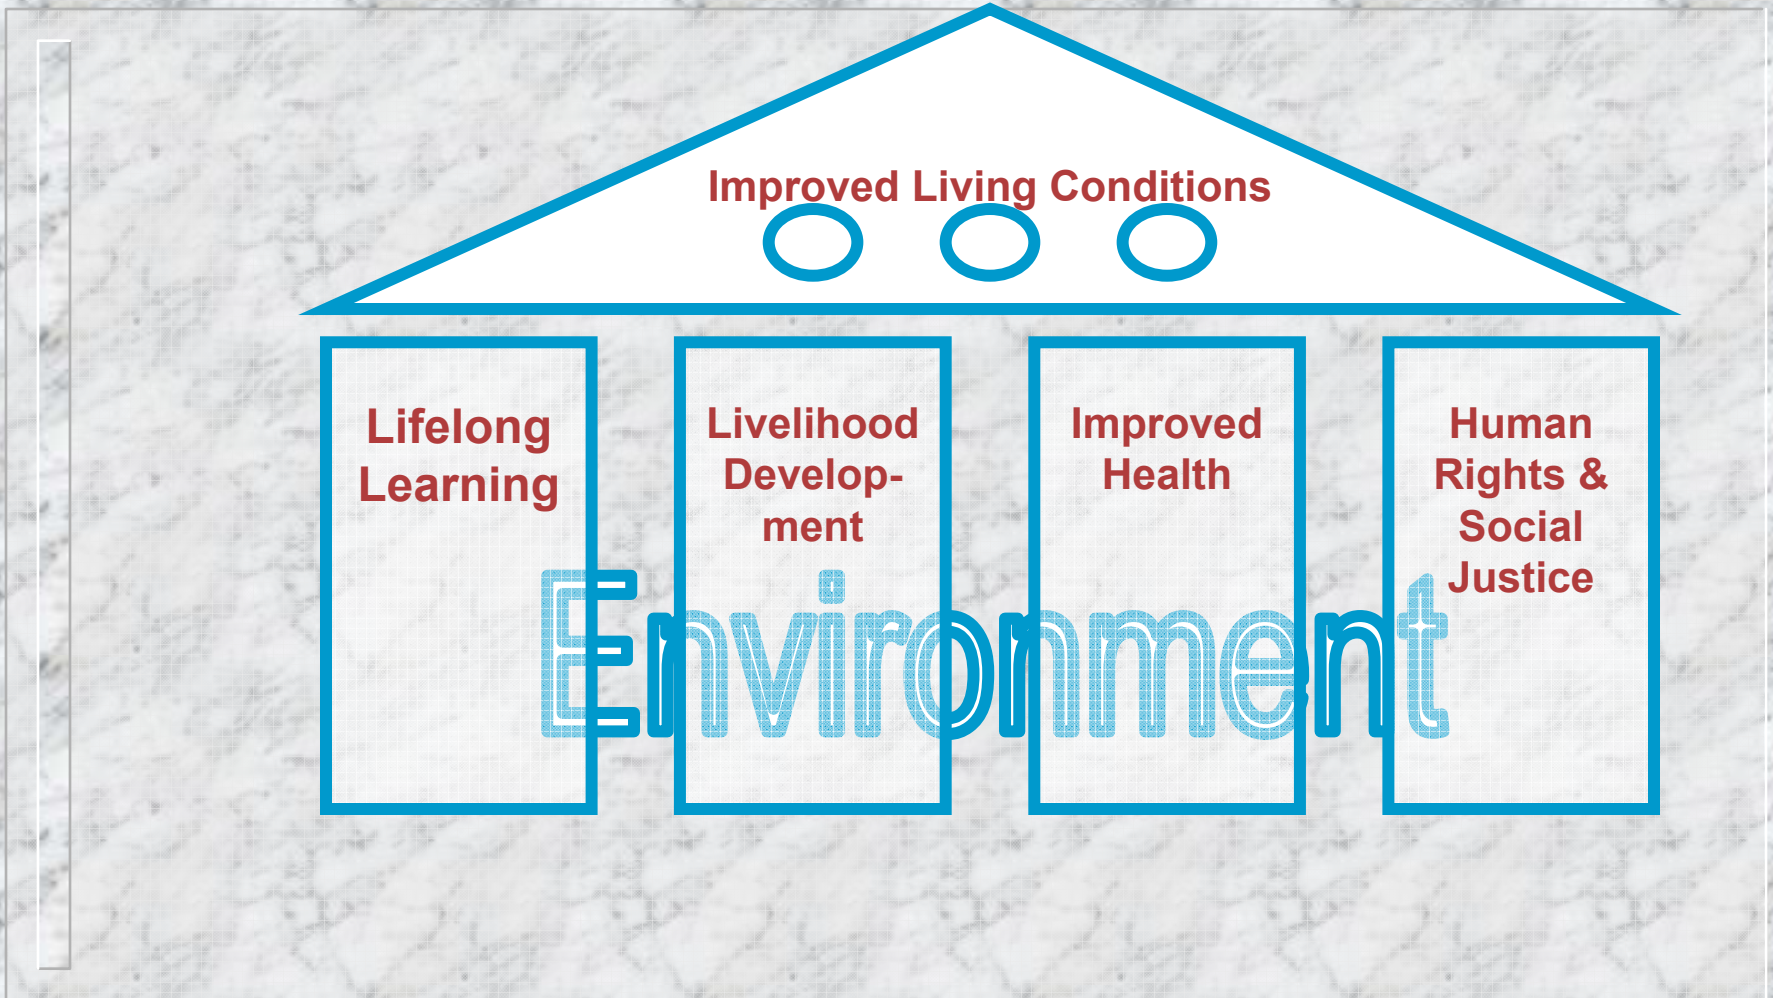 Improved Living Conditions
Lifelong
Learning
Livelihood
Develop-
ment
Improved
Health
Human
Rights &
Social
Justice
Environment